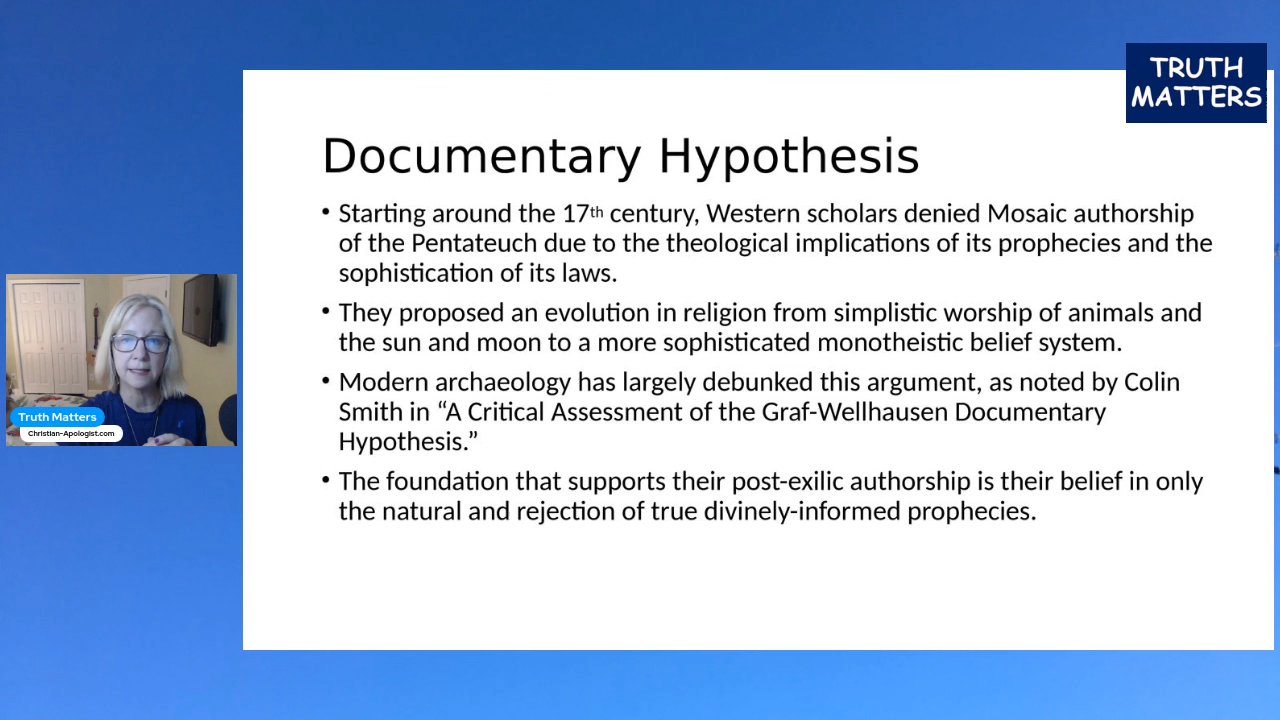 TRUTH
MATTERS
Documentary Hypothesis
• Starting around the 17th century, Western scholars denied Mosaic authorship
of the Pentateuch due to the theological implications of its prophecies and the
sophistication of its laws.
• They proposed an evolution in religion from simplistic worship of animals and
the sun and moon to a more sophisticated monotheistic belief system.
• Modern archaeology has largely debunked this argument, as noted by Colin
Smith in “A Critical Assessment of the Graf-Wellhausen Documentary
Hypothesis.”
• The foundation that supports their post-exilic authorship is their belief in only
the natural and rejection of true divinely-informed prophecies.
Truth Matters
Christian-Apologist.com